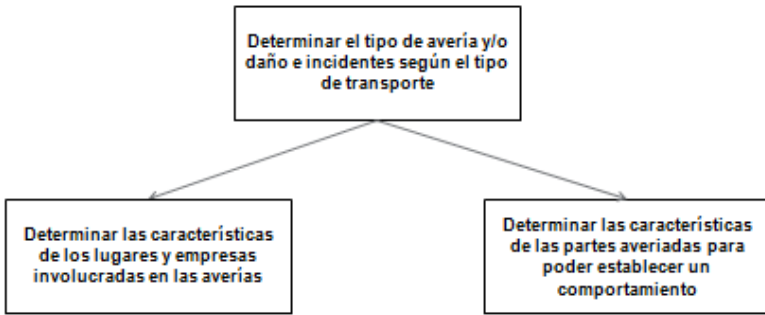 Determinar el tipo de avería y/o
daño e incidentes según el tipo
de transporte
Determinar las características
de los lugares y empresas
involucradas en las averías
Determinar las características
de las partes averiadas para
poder establecer un
comportamiento